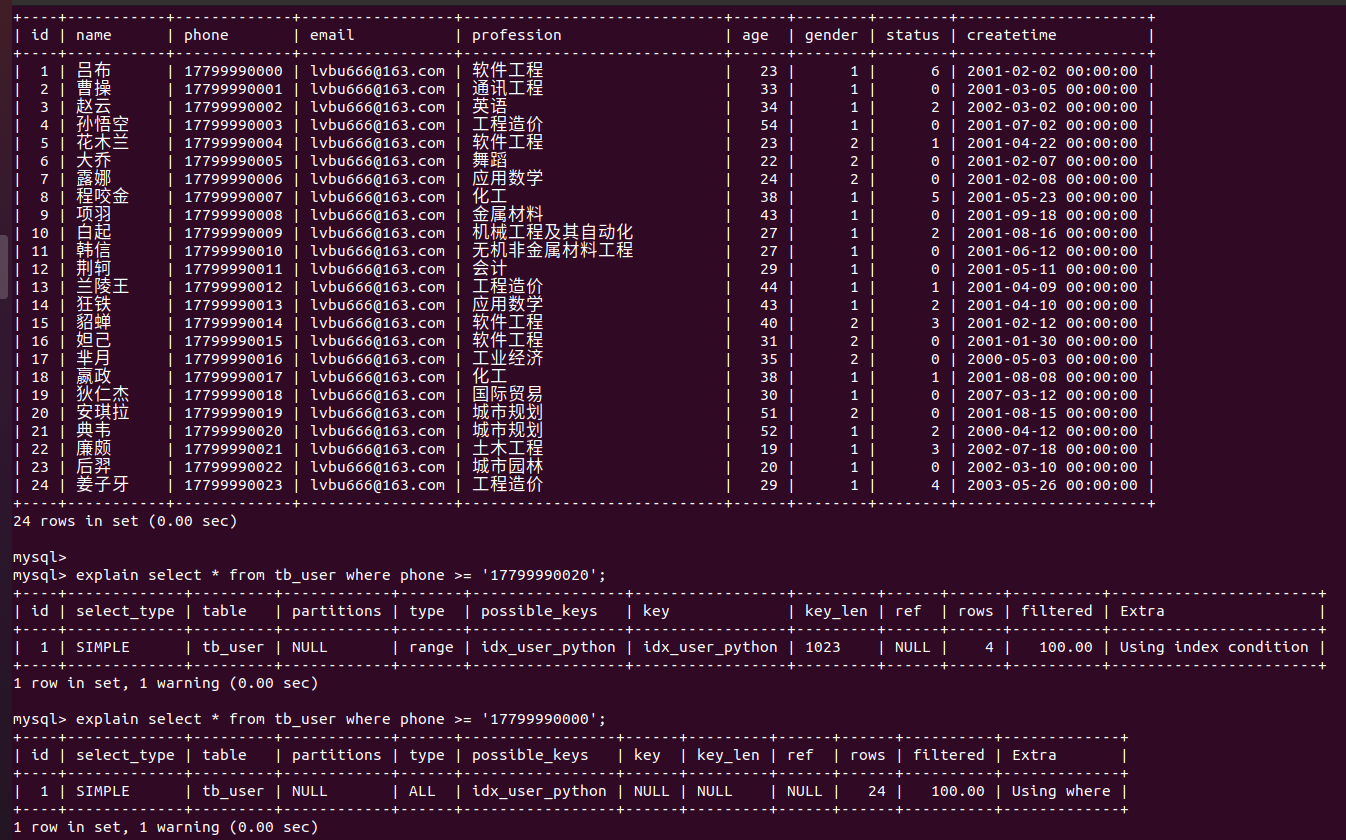 +----+-----------+-------------+------------------+-----------------------------+------+--------+--------+---------------------+
| id | name      | phone       | email            | profession                  | age  | gender | status | createtime          |
+----+-----------+-------------+------------------+-----------------------------+------+--------+--------+---------------------+
|  1 | 吕布 | 17799990000 | lvbu666@163.com | 软件工程 | 23 | 1 | 6 | 2001-02-02 00:00:00 |
|  2 | 曹操 | 17799990001 | lvbu666@163.com | 通讯工程 | 33 | 1 | 0 | 2001-03-05 00:00:00 |
|  3 | 赵云 | 17799990002 | lvbu666@163.com | 英语 | 34 | 1 | 2 | 2002-03-02 00:00:00 |
|  4 | 孙悟空 | 17799990003 | lvbu666@163.com | 工程造价 | 54 | 1 | 0 | 2001-07-02 00:00:00 |
|  5 | 花木兰 | 17799990004 | lvbu666@163.com | 软件工程 | 23 | 2 | 1 | 2001-04-22 00:00:00 |
|  6 | 大乔 | 17799990005 | lvbu666@163.com | 舞蹈 | 22 | 2 | 0 | 2001-02-07 00:00:00 |
|  7 | 露娜 | 17799990006 | lvbu666@163.com | 应用数学 | 24 | 2 | 0 | 2001-02-08 00:00:00 |
|  8 | 程咬金 | 17799990007 | lvbu666@163.com | 化工 | 38 | 1 | 5 | 2001-05-23 00:00:00 |
|  9 | 项羽 | 17799990008 | lvbu666@163.com | 金属材料 | 43 | 1 | 0 | 2001-09-18 00:00:00 |
| 10 | 白起 | 17799990009 | lvbu666@163.com | 机械工程及其自动化 | 27 | 1 | 2 | 2001-08-16 00:00:00 |
| 11 | 韩信 | 17799990010 | lvbu666@163.com | 无机非金属材料工程 | 27 | 1 | 0 | 2001-06-12 00:00:00 |
| 12 | 荆轲 | 17799990011 | lvbu666@163.com | 会计 | 29 | 1 | 0 | 2001-05-11 00:00:00 |
| 13 | 兰陵王 | 17799990012 | lvbu666@163.com | 工程造价 | 44 | 1 | 1 | 2001-04-09 00:00:00 |
| 14 | 狂铁 | 17799990013 | lvbu666@163.com | 应用数学 | 43 | 1 | 2 | 2001-04-10 00:00:00 |
| 15 | 貂蝉 | 17799990014 | lvbu666@163.com | 软件工程 | 40 | 2 | 3 | 2001-02-12 00:00:00 |
| 16 | 妲己 | 17799990015 | lvbu666@163.com | 软件工程 | 31 | 2 | 0 | 2001-01-30 00:00:00 |
| 17 | 芈月 | 17799990016 | lvbu666@163.com | 工业经济 | 35 | 2 | 0 | 2000-05-03 00:00:00 |
| 18 | 嬴政 | 17799990017 | lvbu666@163.com | 化工 | 38 | 1 | 1 | 2001-08-08 00:00:00 |
| 19 | 狄仁杰 | 17799990018 | lvbu666@163.com | 国际贸易 | 30 | 1 | 0 | 2007-03-12 00:00:00 |
| 20 | 安琪拉 | 17799990019 | lvbu666@163.com | 城市规划 | 51 | 2 | 0 | 2001-08-15 00:00:00 |
| 21 | 典韦 | 17799990020 | lvbu666@163.com | 城市规划 | 52 | 1 | 2 | 2000-04-12 00:00:00 |
| 22 | 廉颇 | 17799990021 | lvbu666@163.com | 土木工程 | 19 | 1 | 3 | 2002-07-18 00:00:00 |
| 23 | 后羿 | 17799990022 | lvbu666@163.com | 城市园林 | 20 | 1 | 0 | 2002-03-10 00:00:00 |
| 24 | 姜子牙 | 17799990023 | lvbu666@163.com | 工程造价 | 29 | 1 | 4 | 2003-05-26 00:00:00 |
+----+-----------+-------------+------------------+-----------------------------+------+--------+--------+---------------------+
24 rows in set (0.00 sec)
mysql>
mysql> explain select * from tb_user where phone >= '17799990020';
+----+-------------+---------+------------+-------+-----------------+-----------------+---------+------+------+----------+-----------------------+
| id | select_type | table   | partitions | type  | possible_keys   | key             | key_len | ref  | rows | filtered | Extra                 |
+----+-------------+---------+------------+-------+-----------------+-----------------+---------+------+------+----------+-----------------------+
|  1 | SIMPLE      | tb_user | NULL       | range | idx_user_python | idx_user_python | 1023    | NULL |    4 |   100.00 | Using index condition |
+----+-------------+---------+------------+-------+-----------------+-----------------+---------+------+------+----------+-----------------------+
1 row in set, 1 warning (0.00 sec)
mysql> explain select * from tb_user where phone >= '17799990000';
+----+-------------+---------+------------+------+-----------------+------+---------+------+------+----------+-------------+
| id | select_type | table   | partitions | type | possible_keys   | key  | key_len | ref  | rows | filtered | Extra       |
+----+-------------+---------+------------+------+-----------------+------+---------+------+------+----------+-------------+
|  1 | SIMPLE      | tb_user | NULL       | ALL  | idx_user_python | NULL | NULL    | NULL |   24 |   100.00 | Using where |
+----+-------------+---------+------------+------+-----------------+------+---------+------+------+----------+-------------+
1 row in set, 1 warning (0.00 sec)